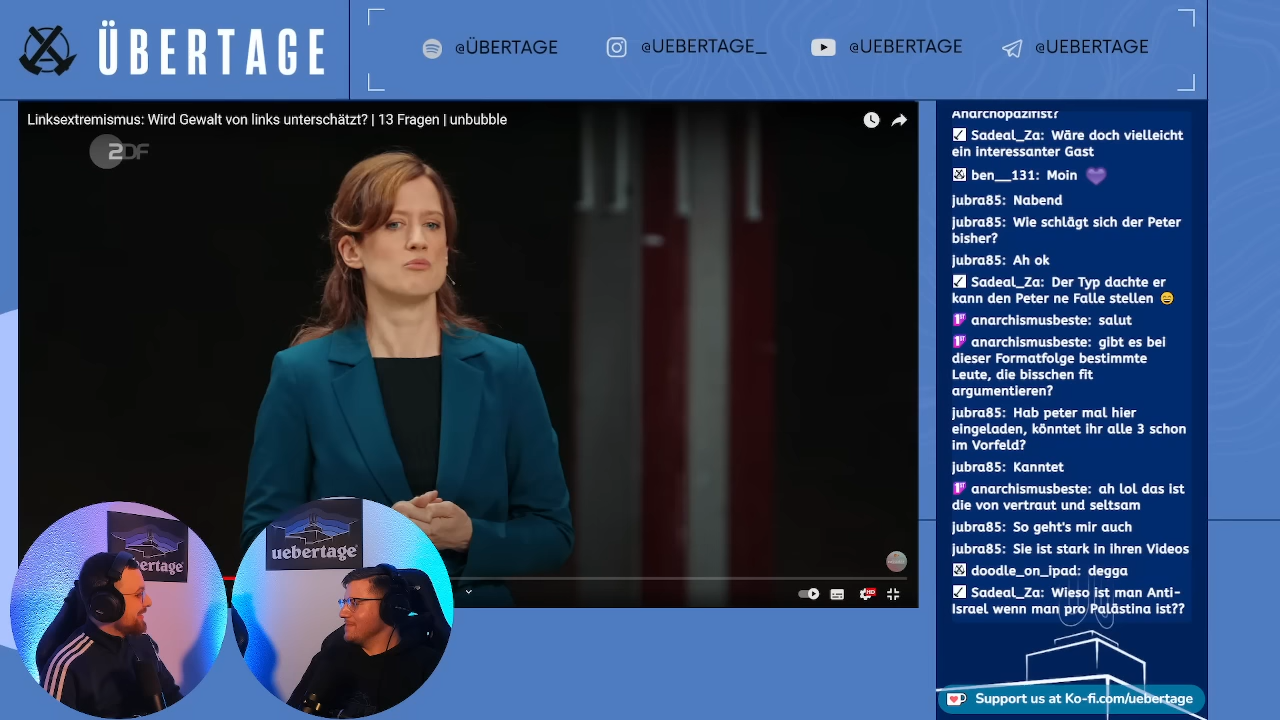 ÜBERTAGE
@ÜBERTAGE
@UEBERTAGE_
@UEBERTAGE
@UEBERTAGE
Linksextremismus: Wird Gewalt von links unterschätzt? | 13 Fragen | unbubble
2DF
Anarchopazifist?
Sadeal_Za: Wäre doch vielleicht
ein interessanter Gast
ben__131: Moin
jubra85: Nabend
jubra85: Wie schlägt sich der Peter
bisher?
jubra85: Ah ok
Sadeal_Za: Der Typ dachte er
kann den Peter ne Falle stellen
anarchismusbeste: salut
anarchismusbeste: gibt es bei
dieser Formatfolge bestimmte
Leute, die bisschen fit
argumentieren?
jubra85: Hab peter mal hier
eingeladen, könntet ihr alle 3 schon
im Vorfeld?
jubra85: Kanntet
anarchismusbeste: ah lol das ist
die von vertraut und seltsam
jubra85: So geht's mir auch
jubra85: Sie ist stark in ihren Videos
doodle_on_ipad: degga
Sadeal_Za: Wieso ist man Anti-
Israel wenn man pro Palästina ist??
HD
uebertage
Support us at Ko-fi.com/uebertage